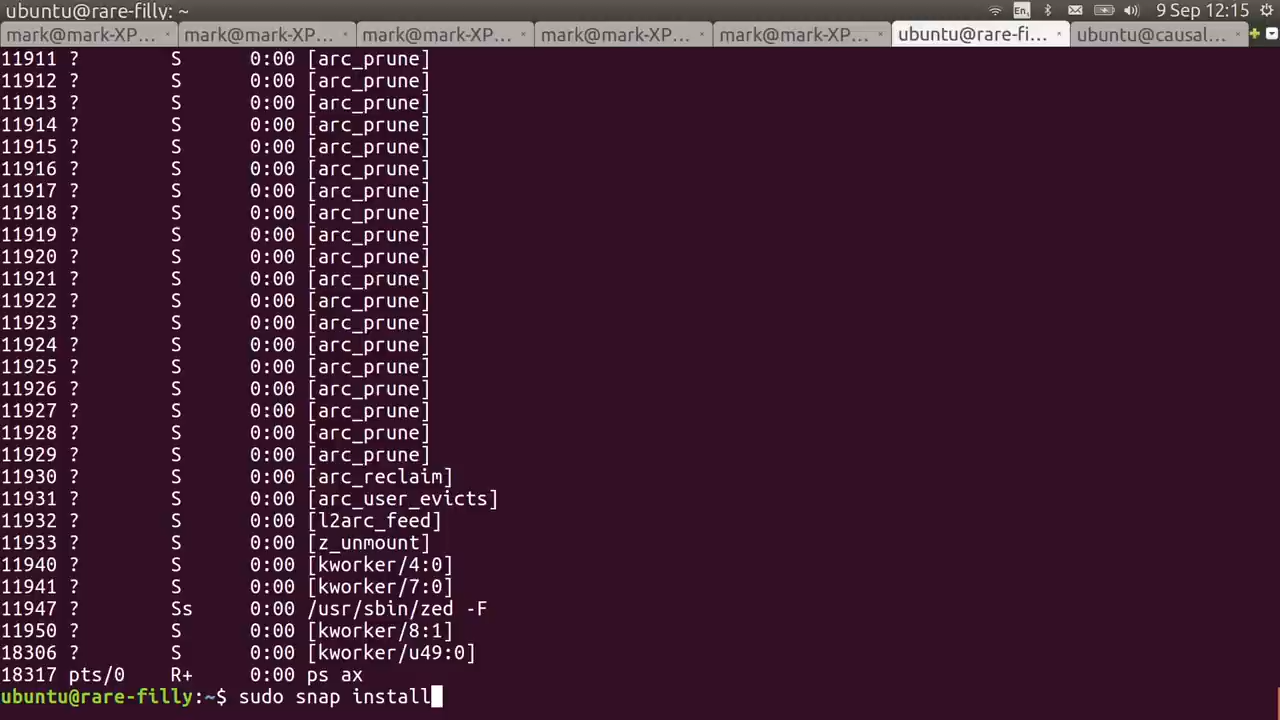 ubuntu@rare-filly: ~
En₁
9 Sep 12:15
mark@mark-XP...
mark@mark-XP...
mark@mark-XP...
mark@mark-XP...
mark@mark-XP...
ubuntu@rare-fi...
ubuntu@causal...
11911 ? S 0:00 [arc_prune]
11912 ? S 0:00 [arc_prune]
11913 ? S 0:00 [arc_prune]
11914 ? S 0:00 [arc_prune]
11915 ? S 0:00 [arc_prune]
11916 ? S 0:00 [arc_prune]
11917 ? S 0:00 [arc_prune]
11918 ? S 0:00 [arc_prune]
11919 ? S 0:00 [arc_prune]
11920 ? S 0:00 [arc_prune]
11921 ? S 0:00 [arc_prune]
11922 ? S 0:00 [arc_prune]
11923 ? S 0:00 [arc_prune]
11924 ? S 0:00 [arc_prune]
11925 ? S 0:00 [arc_prune]
11926 ? S 0:00 [arc_prune]
11927 ? S 0:00 [arc_prune]
11928 ? S 0:00 [arc_prune]
11929 ? S 0:00 [arc_prune]
11930 ? S 0:00 [arc_reclaim]
11931 ? S 0:00 [arc_user_evicts]
11932 ? S 0:00 [l2arc_feed]
11933 ? S 0:00 [z_unmount]
11940 ? S 0:00 [kworker/4:0]
11941 ? S 0:00 [kworker/7:0]
11947 ? Ss 0:00 /usr/sbin/zed -F
11950 ? S 0:00 [kworker/8:1]
18306 ? S 0:00 [kworker/u49:0]
18317 pts/0 R+ 0:00 ps ax
ubuntu@rare-filly:~$ sudo snap install